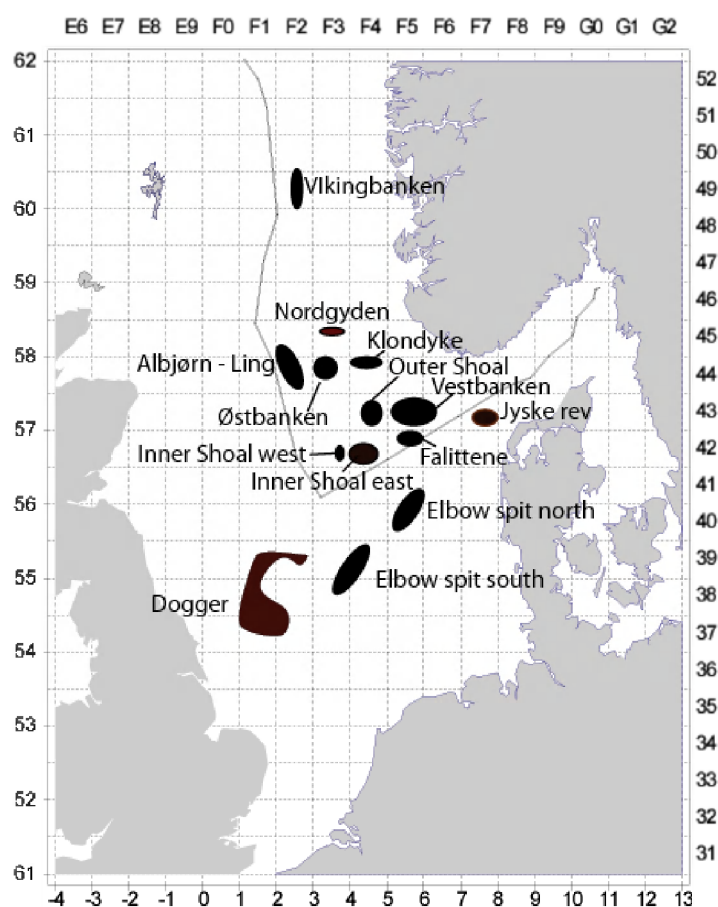 E6 E7 E8 E9 F0 F1 F2 F3 F4 F5 F6 F7 F8 F9 G0 G1 G2
62
52
61
51
50
VIkingbanken
49
60
48
59
47
46
Nordgyden
45
Klondyke
58
Albjørn - Ling
Outer Shoal
44
Vestbanken
Østbanken
Jyske rev
43
57
Inner Shoal west
Falittene
42
Inner Shoal east
41
56
Elbow spit north
40
39
55
Elbow spit south
38
Dogger
37
54
36
35
53
34
33
52
32
31
61
-4 -3 -2 -1 0 1 2 3 4 5 6 7 8 9 10 11 12 13